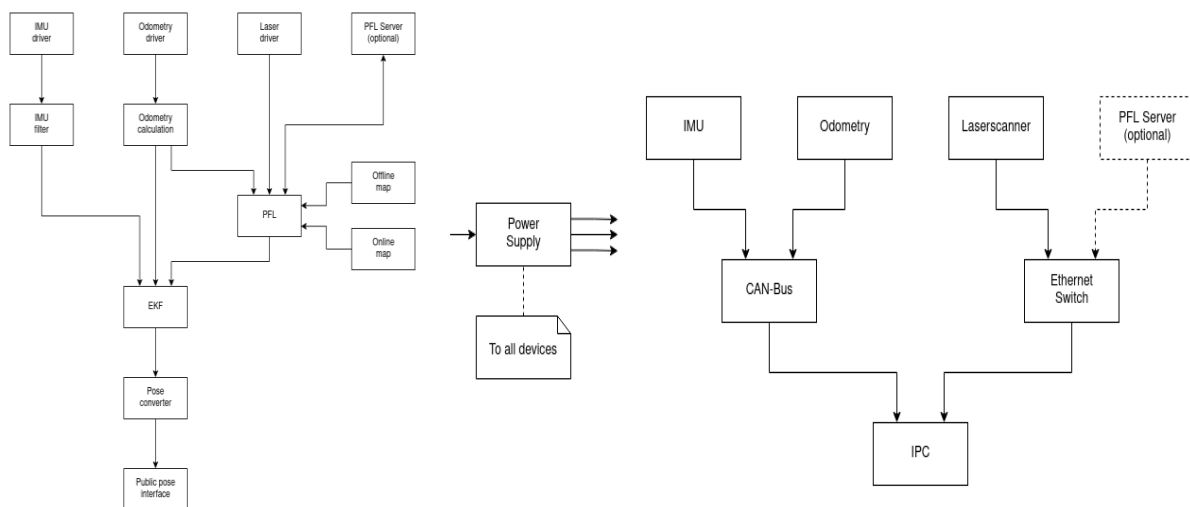 IMU
driver
Odometry
driver
Laser
driver
PFL Server
(optional)
IMU
filter
Odometry
calculation
Offline
map
PFL
Online
map
EKF
Pose
converter
Public pose
interface
Power
Supply
To all devices
IMU
Odometry
Laserscanner
PFL Server
(optional)
CAN-Bus
Ethernet
Switch
IPC